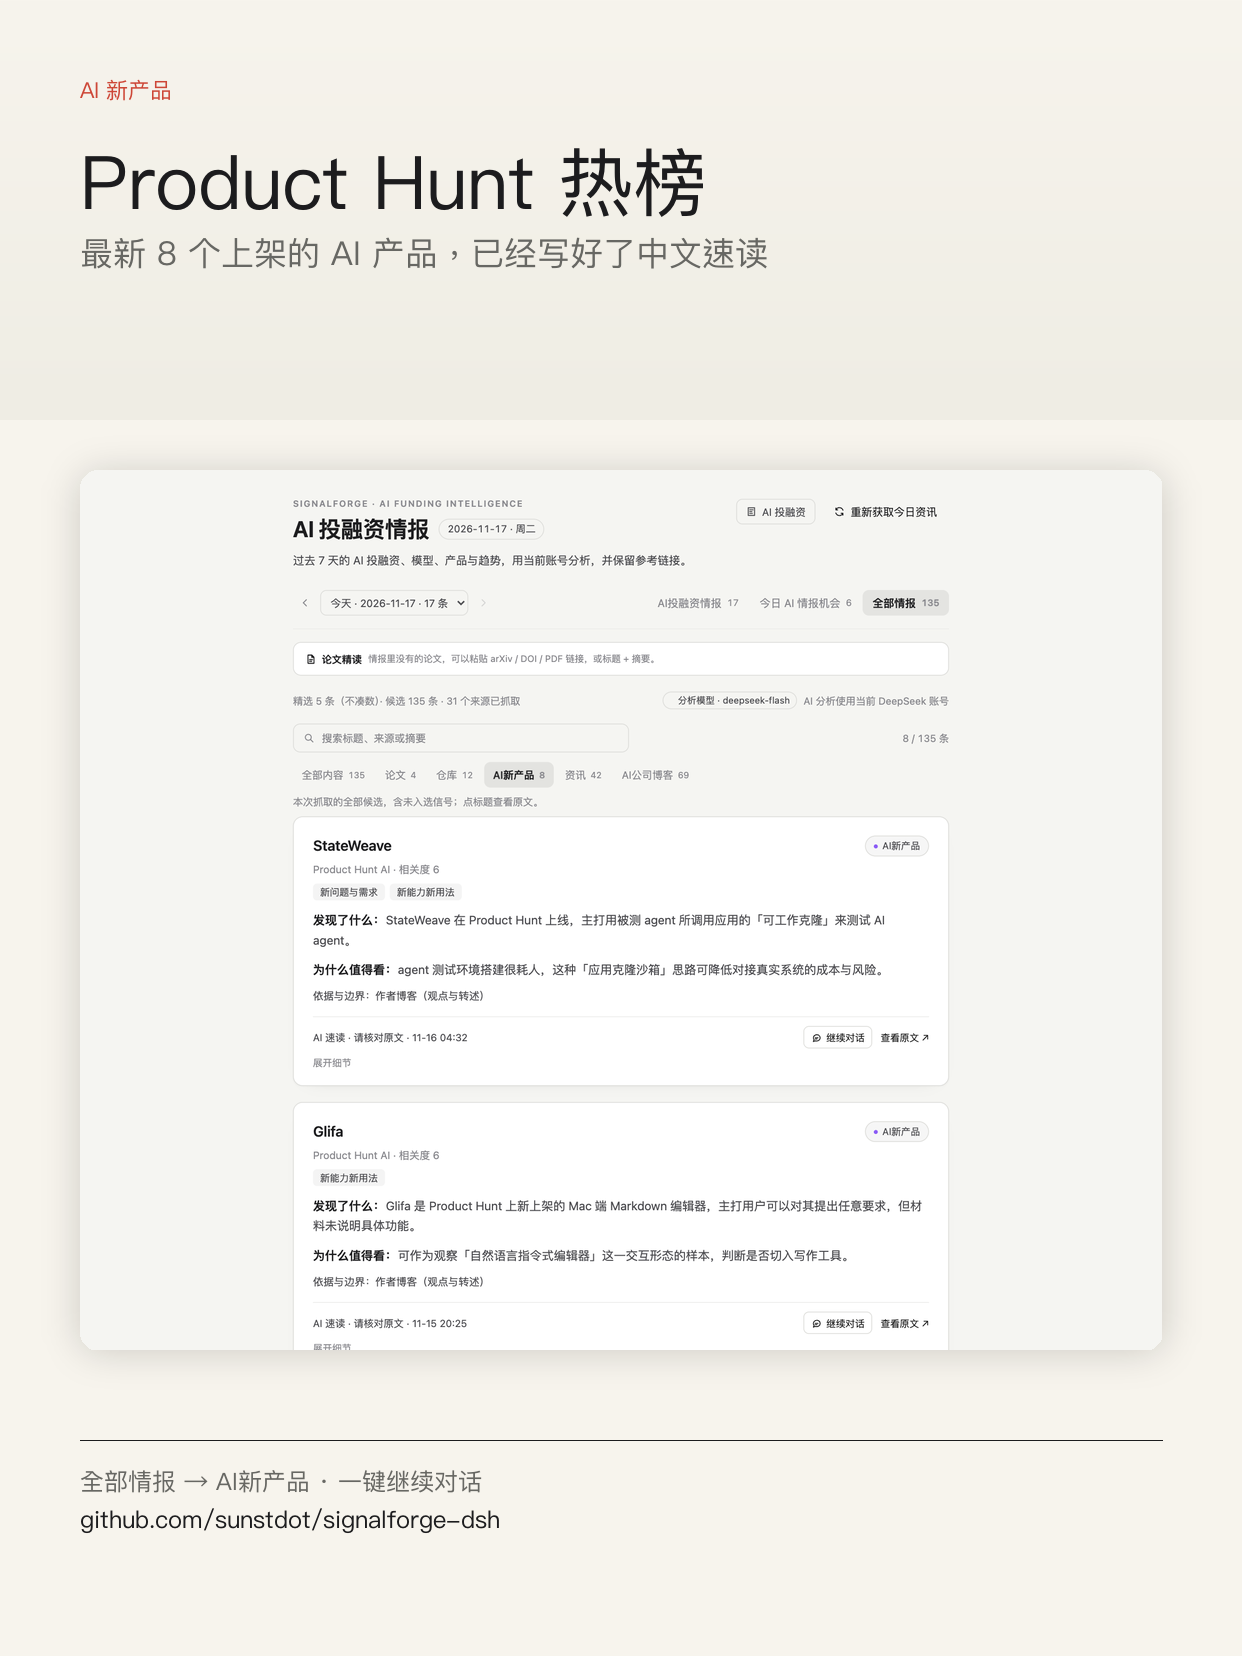 AI 新产品
Product Hunt 热榜
最新 8 个上架的 AI 产品，已经写好了中文速读
SIGNALFORGE · AI FUNDING INTELLIGENCE
AI 投融资情报 2026-11-17 · 周二
AI 投融资 重新获取今日资讯
过去 7 天的 AI 投融资、模型、产品与趋势，用当前账号分析，并保留参考链接。
今天 · 2026-11-17 · 17 条
AI投融资情报 17 今日 AI 情报机会 6 全部情报 135
论文精读 情报里没有的论文，可以粘贴 arXiv / DOI / PDF 链接，或标题 + 摘要。
精选 5 条（不凑数）· 候选 135 条 · 31 个来源已抓取
分析模型 · deepseek-flash AI 分析使用当前 DeepSeek 账号
搜索标题、来源或摘要
8 / 135 条
全部内容 135 论文 4 仓库 12 AI新产品 8 资讯 42 AI公司博客 69
本次抓取的全部候选，含未入选信号；点标题查看原文。
StateWeave
AI新产品
Product Hunt AI · 相关度 6
新问题与需求 新能力新用法
发现了什么： StateWeave 在 Product Hunt 上线，主打用被测 agent 所调用应用的「可工作克隆」来测试 AI
agent。
为什么值得看： agent 测试环境搭建很耗人，这种「应用克隆沙箱」思路可降低对接真实系统的成本与风险。
依据与边界：作者博客（观点与转述）
AI 速读 · 请核对原文 · 11-16 04:32
继续对话 查看原文 ↗
展开细节
Glifa
AI新产品
Product Hunt AI · 相关度 6
新能力新用法
发现了什么： Glifa 是 Product Hunt 上新上架的 Mac 端 Markdown 编辑器，主打用户可以对其提出任意要求，但材
料未说明具体功能。
为什么值得看： 可作为观察「自然语言指令式编辑器」这一交互形态的样本，判断是否切入写作工具。
依据与边界：作者博客（观点与转述）
AI 速读 · 请核对原文 · 11-15 20:25
继续对话 查看原文 ↗
展开细节
全部情报 → AI新产品 · 一键继续对话
github.com/sunstdot/signalforge-dsh